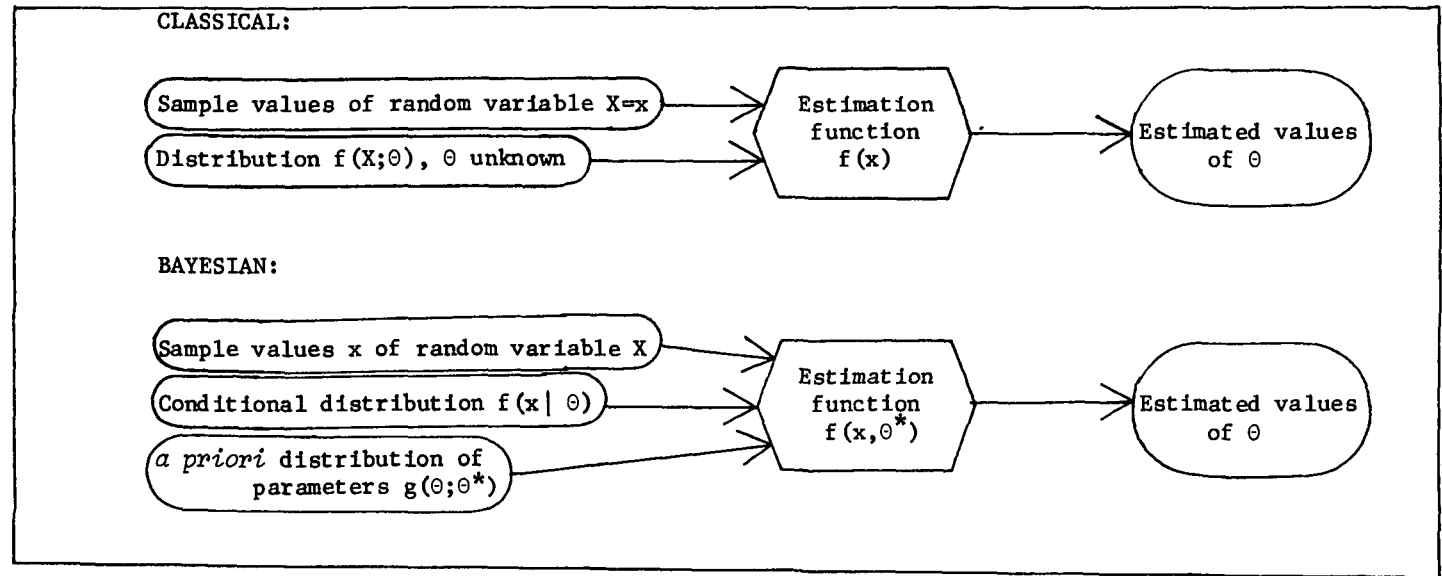 CLASSICAL:
Sample values of random variable X=x
Distribution f(X;Θ), Θ unknown
Estimation
function
f(x)
Estimated values
of Θ
BAYESIAN:
Sample values x of random variable X
Conditional distribution f(x| Θ)
a priori distribution of
parameters g(Θ;Θ*)
Estimation
function
f(x,Θ*)
Estimated values
of Θ